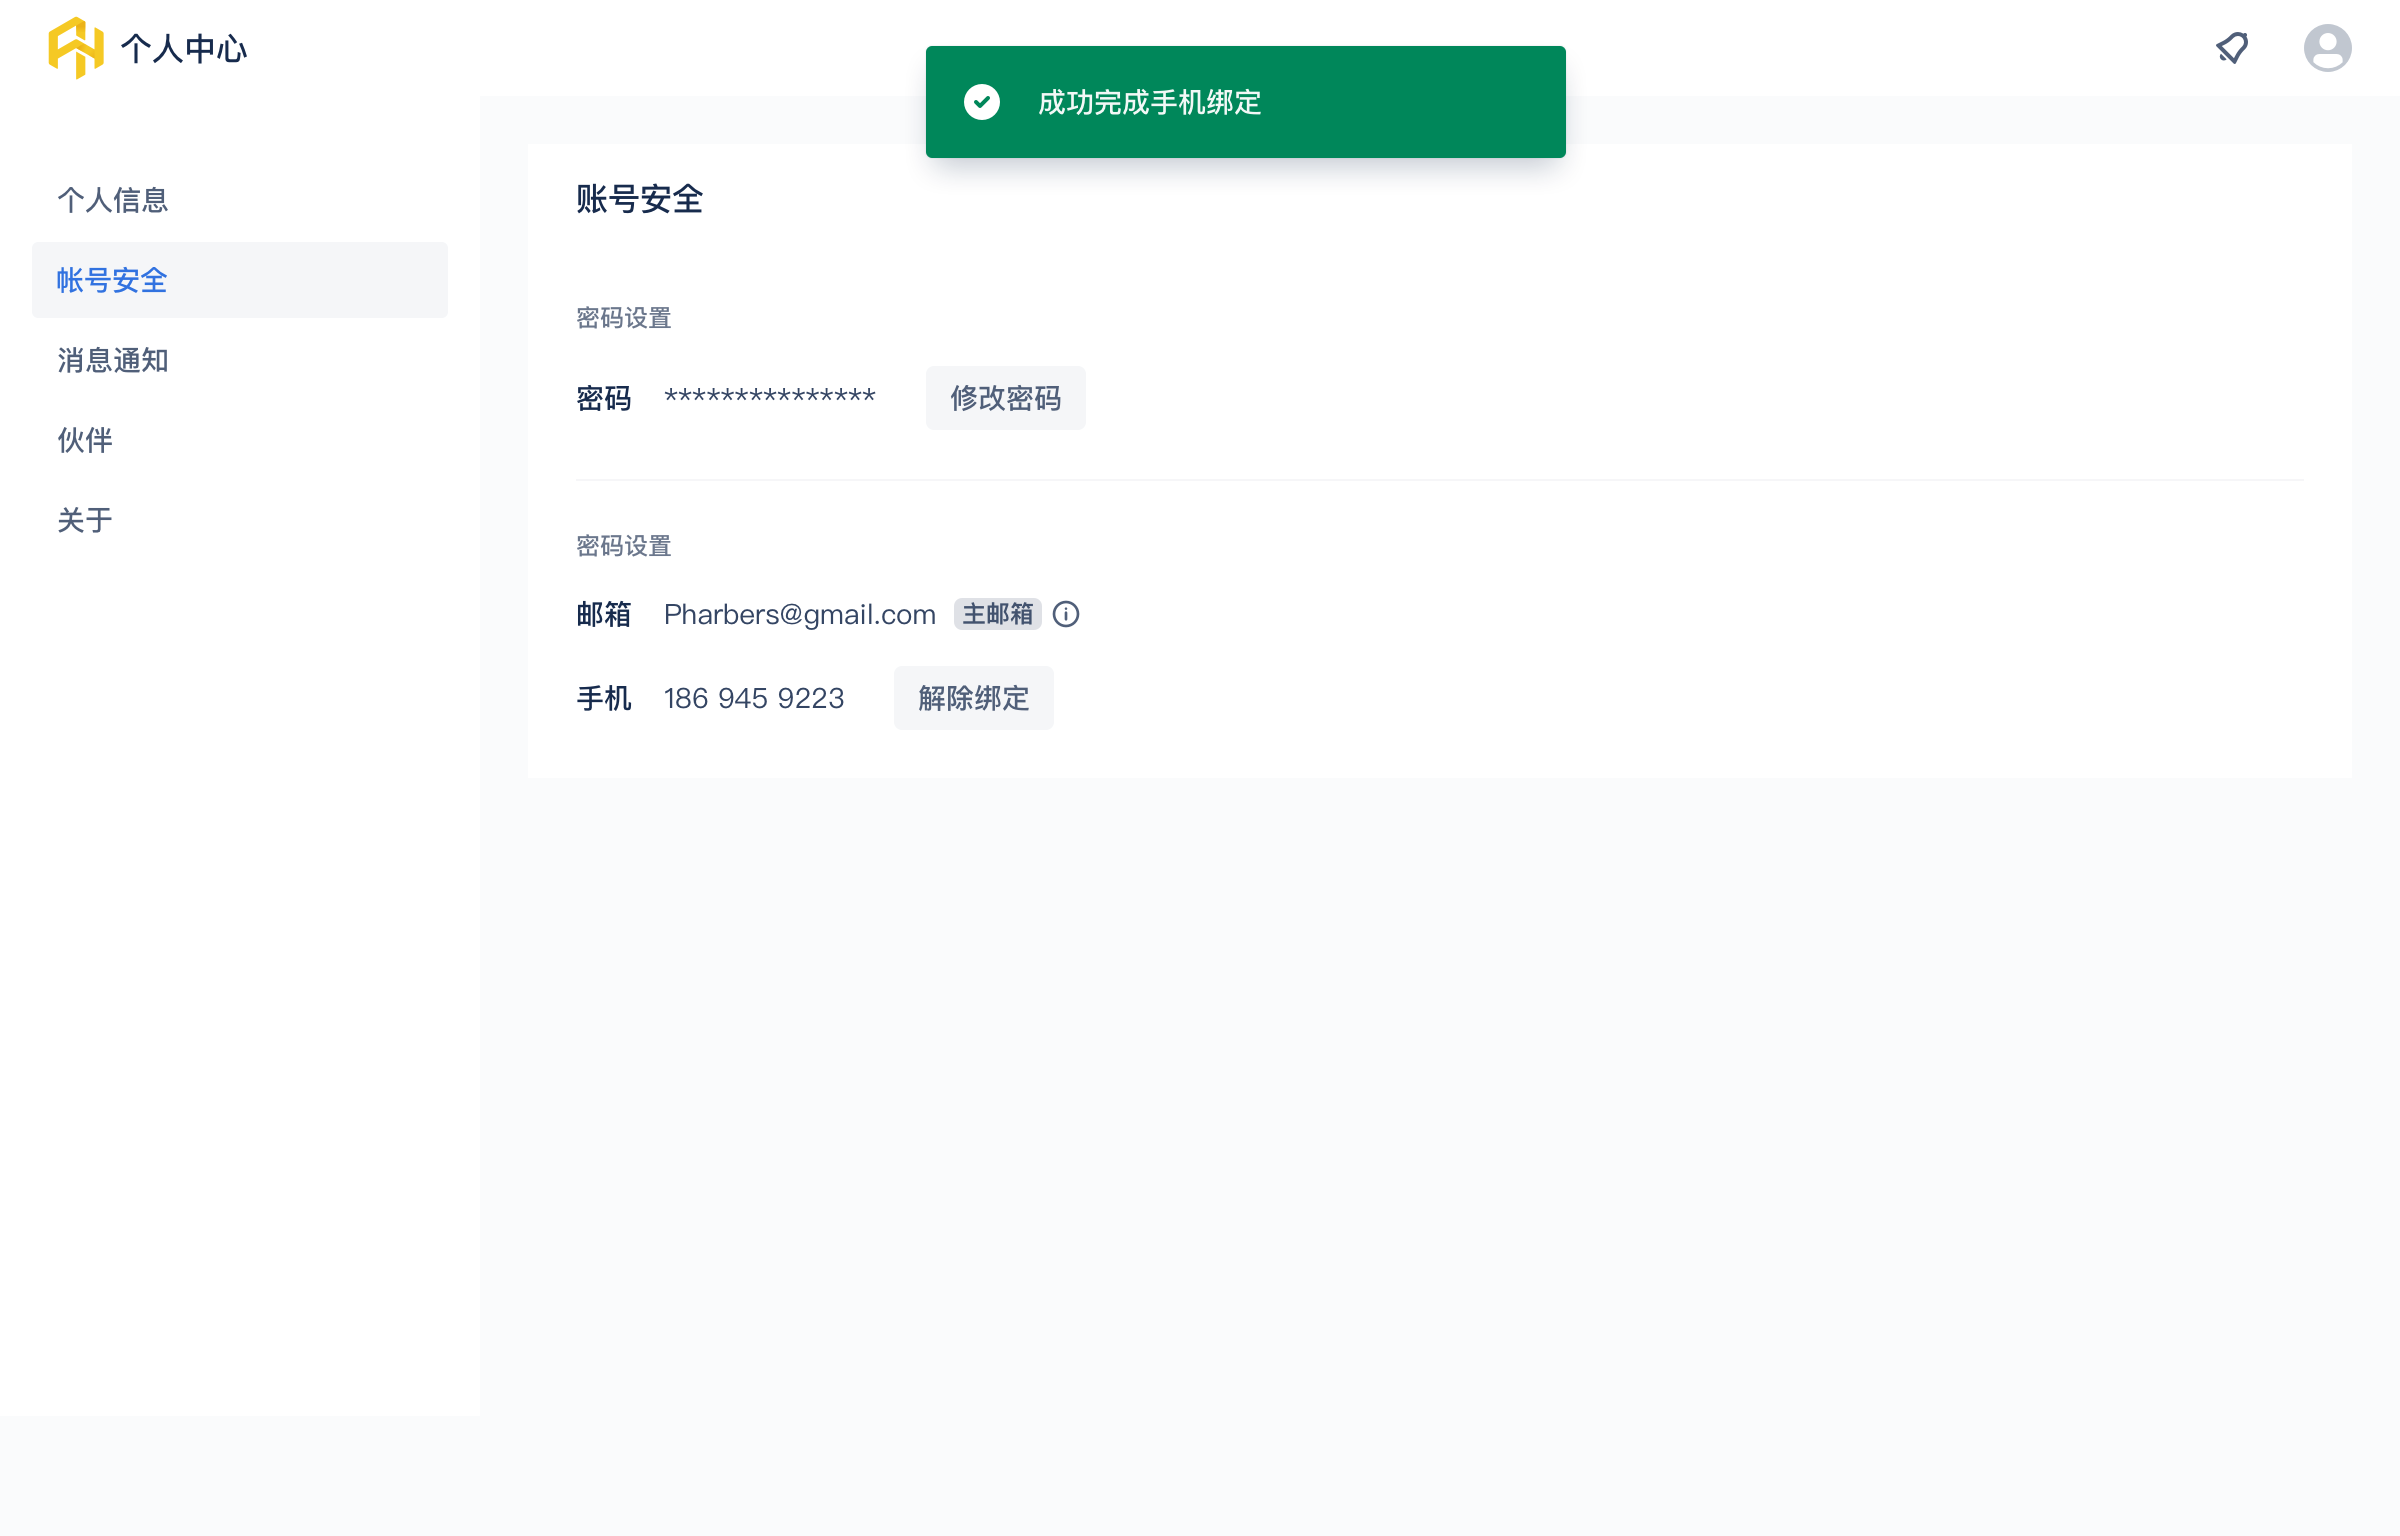 个人中心
成功完成手机绑定
个人信息
帐号安全
消息通知
伙伴
关于
账号安全
密码设置
密码 *************** 修改密码
密码设置
邮箱 Pharbers@gmail.com 主邮箱
手机 186 945 9223 解除绑定